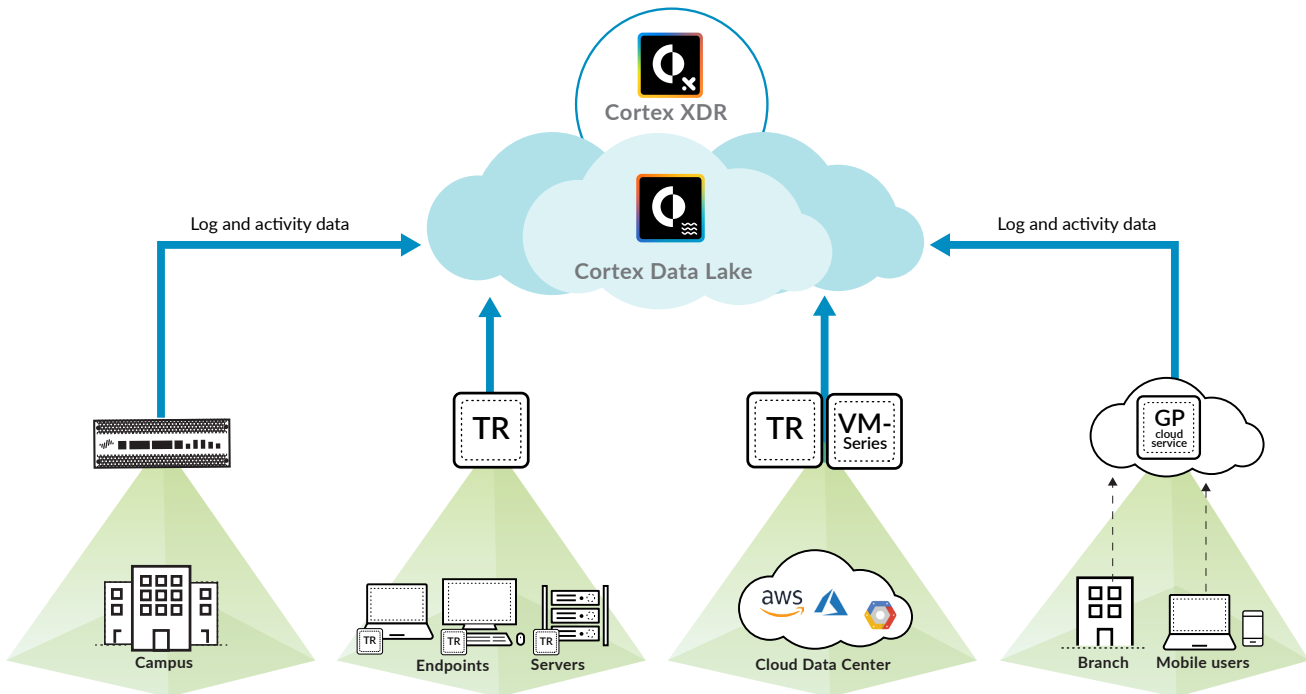 Cortex XDR
Cortex Data Lake
Log and activity data
Log and activity data
TR
TR
VM-
Series
GP
cloud
service
aws
TR
TR
TR
Campus
Endpoints
Servers
Cloud Data Center
Branch
Mobile users